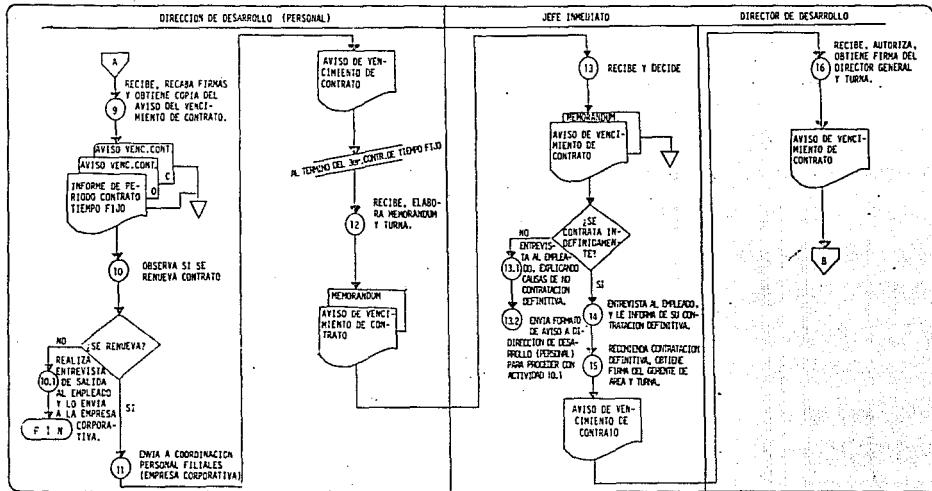 DIRECCION DE DESARROLLO (PERSONAL)
JEFE INMEDIATO
DIRECTOR DE DESARROLLO
A
RECIBE, RECABA FIRMAS
Y OBTIENE COPIA DEL
AVISO DEL VENCI-
MIENTO DE CONTRATO.
9
AVISO VENC.CONT.
C
AVISO VENC.CONT.
O
INFORME DE PE-
RIODO CONTRATO
TIEMPO FIJO
10
OBSERVA SI SE
RENUEVA CONTRATO
¿SE RENUEVA?
NO
10.1
REALIZA
ENTREVISTA
DE SALIDA
AL EMPLEADO
Y LO ENVIA
A LA EMPRESA
CORPORA-
TIVA.
F I N
SI
11
ENVIA A COORDINACION
PERSONAL FILIALES
(EMPRESA CORPORATIVA)
AVISO DE VEN-
CIMIENTO DE
CONTRATO
AL TERMINO DEL 3er.CONTR.DE TIEMPO FIJO
12
RECIBE, ELABO-
RA MEMORANDUM
Y TURNA.
MEMORANDUM
AVISO DE VENCI-
MIENTO DE CON-
TRATO
13
RECIBE Y DECIDE
MEMORANDUM
AVISO DE VENCI-
MIENTO DE
CONTRATO
¿SE
CONTRATA IN-
DEFINIDAMEN-
TE?
NO
13.1
ENTREVIS-
TA AL EMPLEA-
DO, EXPLICANDO
CAUSAS DE NO
CONTRATACION
DEFINITIVA.
13.2
ENVIA FORMATO
DE AVISO A DI-
DIRECCION DE DESA-
RROLLO (PERSONAL)
PARA PROCEDER CON
ACTIVIDAD 10.1
SI
14
ENTREVISTA AL EMPLEADO,
Y LE INFORMA DE SU CON-
TRATACION DEFINITIVA.
15
RECOMIENDA CONTRATACION
DEFINITIVA, OBTIENE
FIRMA DEL GERENTE DE
AREA Y TURNA.
AVISO DE VEN-
CIMIENTO DE
CONTRATO
16
RECIBE, AUTORIZA,
OBTIENE FIRMA DEL
DIRECTOR GENERAL
Y TURNA.
AVISO DE VENCI-
MIENTO DE
CONTRATO
B